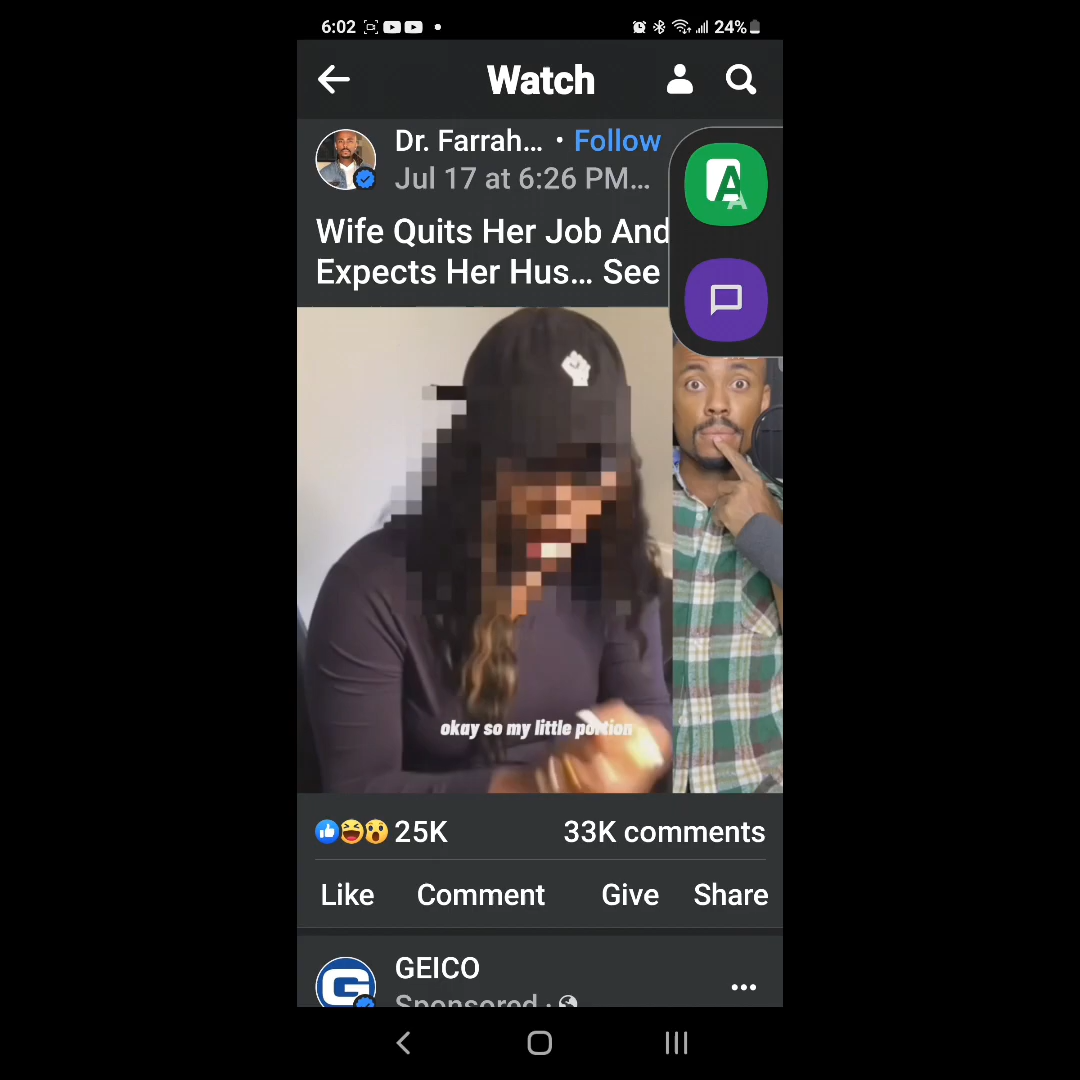 6:02
24%
Watch
Dr. Farrah... · Follow
Jul 17 at 6:26 PM...
A
A
Wife Quits Her Job And
Expects Her Hus... See
okay so my little portion
25K
33K comments
Like Comment Give Share
G
GEICO
Sponsored ·